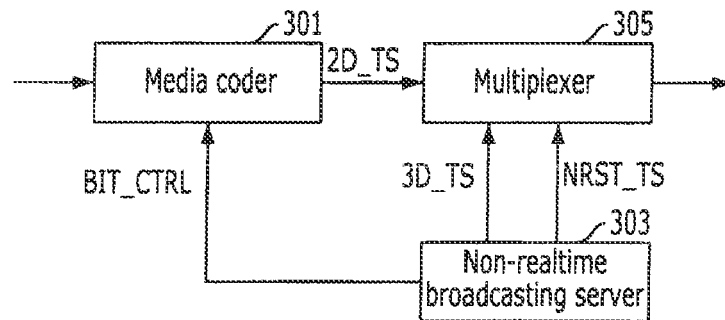 301
305
Media coder
2D_TS
Multiplexer
BIT_CTRL
3D_TS
NRST_TS
303
Non-realtime
broadcasting server